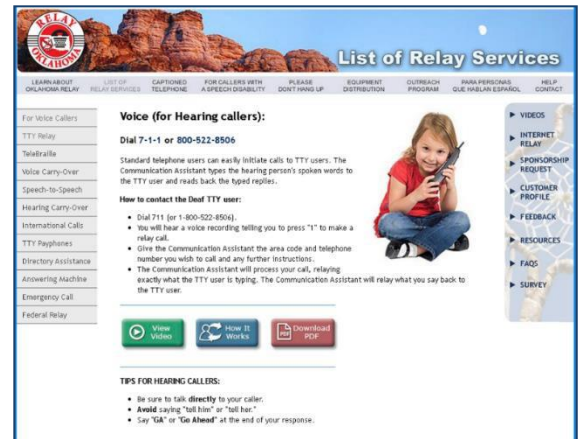 RELAY
OKLAHOMA
List of Relay Services
LEARN ABOUT OKLAHOMA RELAY
LIST OF RELAY SERVICES
CAPTIONED TELEPHONE
FOR CALLERS WITH A SPEECH DISABILITY
PLEASE DON'T HANG UP
EQUIPMENT DISTRIBUTION
OUTREACH PROGRAM
PARA PERSONAS QUE HABLAN ESPAÑOL
HELP CONTACT
For Voice Callers
TTY Relay
TeleBraille
Voice Carry-Over
Speech-to-Speech
Hearing Carry-Over
International Calls
TTY Payphones
Directory Assistance
Answering Machine
Emergency Call
Federal Relay
Voice (for Hearing callers):
Dial 7-1-1 or 800-522-8506
Standard telephone users can easily initiate calls to TTY users. The
Communication Assistant types the hearing person's spoken words to
the TTY user and reads back the typed replies.
How to contact the Deaf TTY user:
• Dial 711 (or 1-800-522-8506).
• You will hear a voice recording telling you to press "1" to make a
relay call.
• Give the Communication Assistant the area code and telephone
number you wish to call and any further instructions.
• The Communication Assistant will process your call, relaying
exactly what the TTY user is typing. The Communication Assistant will relay what you say back to
the TTY user.
View Video
How It Works
PDF
Download PDF
TIPS FOR HEARING CALLERS:
• Be sure to talk directly to your caller.
• Avoid saying "tell him" or "tell her."
• Say "GA" or "Go Ahead" at the end of your response.
VIDEOS
INTERNET RELAY
SPONSORSHIP REQUEST
CUSTOMER PROFILE
FEEDBACK
RESOURCES
FAQS
SURVEY